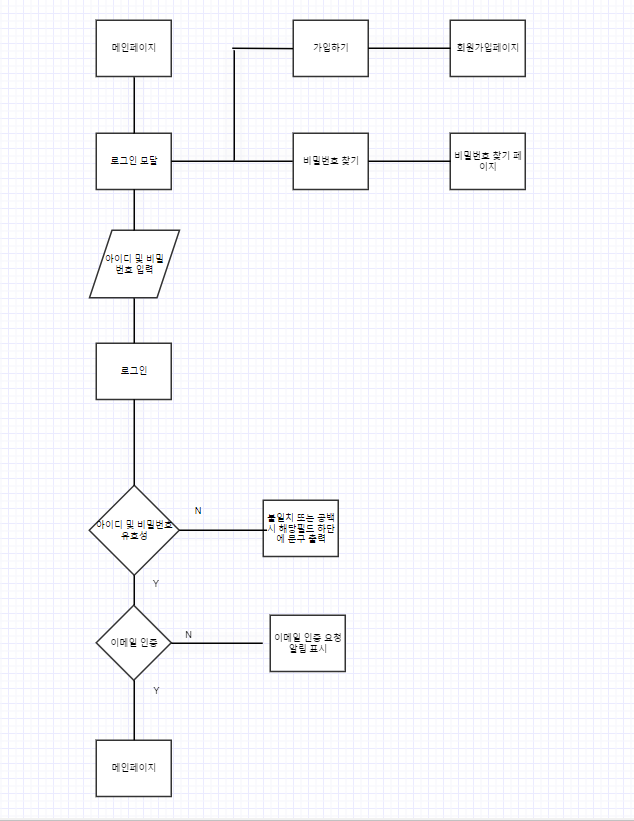 메인페이지
가입하기
회원가입페이지
로그인 모달
비밀번호 찾기
비밀번호 찾기 페
이지
아이디 및 비밀
번호 입력
로그인
아이디 및 비밀번호
유효성
N
불일치 또는 공백
시 해당필드 하단
에 문구 출력
Y
이메일 인증
N
이메일 인증 요청
알림 표시
Y
메인페이지